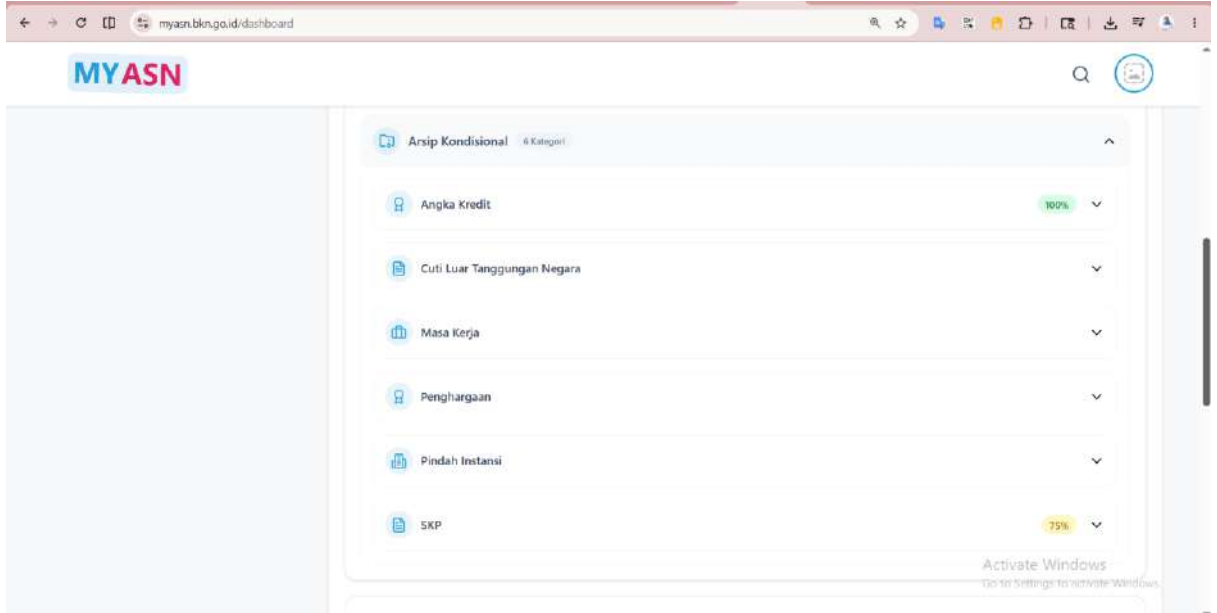 myasn.bkn.go.id/dashboard
MYASN
Arsip Kondisional 6 Kategori
Angka Kredit 100%
Cuti Luar Tanggungan Negara
Masa Kerja
Penghargaan
Pindah Instansi
SKP 75%
Activate Windows
Go to Settings to activate Windows.